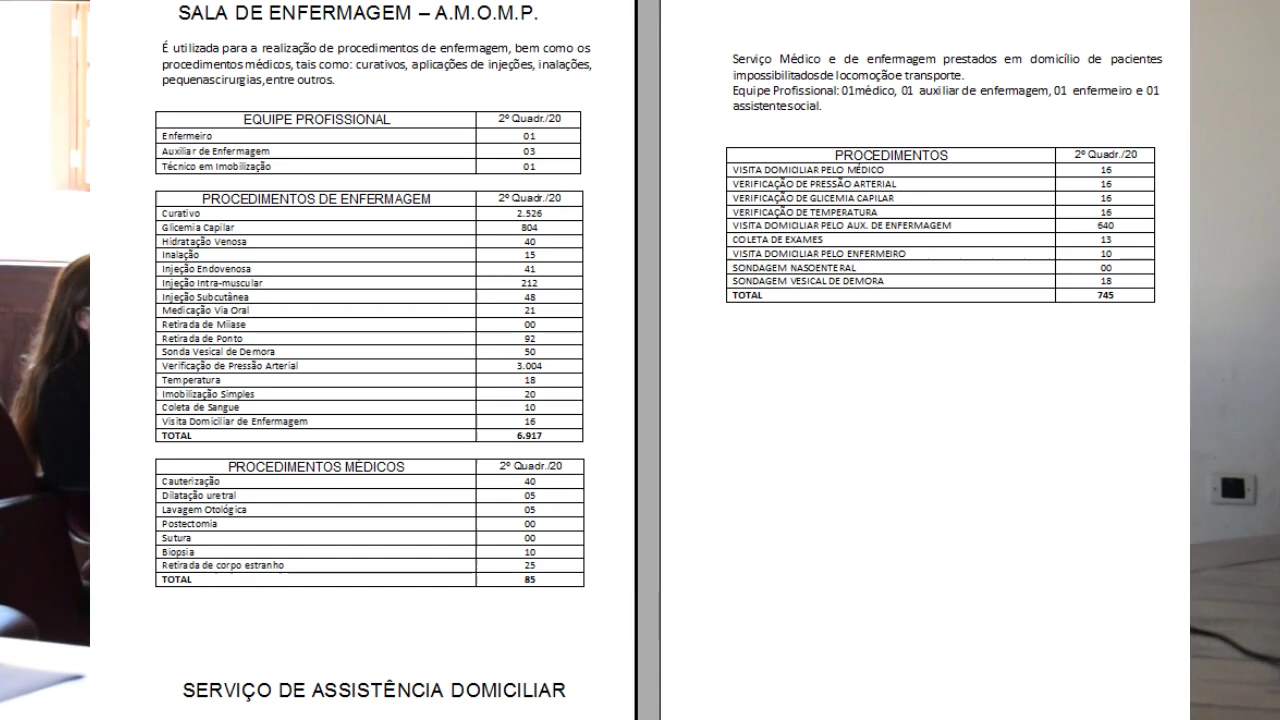 SALA DE ENFERMAGEM – A.M.O.M.P.
É utilizada para a realização de procedimentos de enfermagem, bem como os
procedimentos médicos, tais como: curativos, aplicações de injeções, inalações,
pequenascirurgias,entre outros.
EQUIPE PROFISSIONAL 2º Quadr./20
Enfermeiro 01
Auxiliar de Enfermagem 03
Técnico em Imobilização 01
PROCEDIMENTOS DE ENFERMAGEM 2º Quadr./20
Curativo 2.526
Glicemia Capilar 804
Hidratação Venosa 40
Inalação 15
Injeção Endovenosa 41
Injeção Intra-muscular 212
Injeção Subcutânea 48
Medicação Via Oral 21
Retirada de Miiase 00
Retirada de Ponto 92
Sonda Vesical de Demora 50
Verificação de Pressão Arterial 3.004
Temperatura 18
Imobilização Simples 20
Coleta de Sangue 10
Visita Domiciliar de Enfermagem 16
TOTAL 6.917
PROCEDIMENTOS MÉDICOS 2º Quadr./20
Cauterização 40
Dilatação uretral 05
Lavagem Otológica 05
Postectomia 00
Sutura 00
Biopsia 10
Retirada de corpo estranho 25
TOTAL 85
SERVIÇO DE ASSISTÊNCIA DOMICILIAR
Serviço Médico e de enfermagem prestados em domicílio de pacientes
impossibilitadosde locomoçãoe transporte.
Equipe Profissional: 01médico, 01 auxiliar de enfermagem, 01 enfermeiro e 01
assistentesocial.
PROCEDIMENTOS 2º Quadr./20
VISITA DOMICILIAR PELO MÉDICO 16
VERIFICAÇÃO DE PRESSÃO ARTERIAL 16
VERIFICAÇÃO DE GLICEMIA CAPILAR 16
VERIFICAÇÃO DE TEMPERATURA 16
VISITA DOMICILIAR PELO AUX. DE ENFERMAGEM 640
COLETA DE EXAMES 13
VISITA DOMICILIAR PELO ENFERMEIRO 10
SONDAGEM NASOENTERAL 00
SONDAGEM VESICAL DE DEMORA 18
TOTAL 745